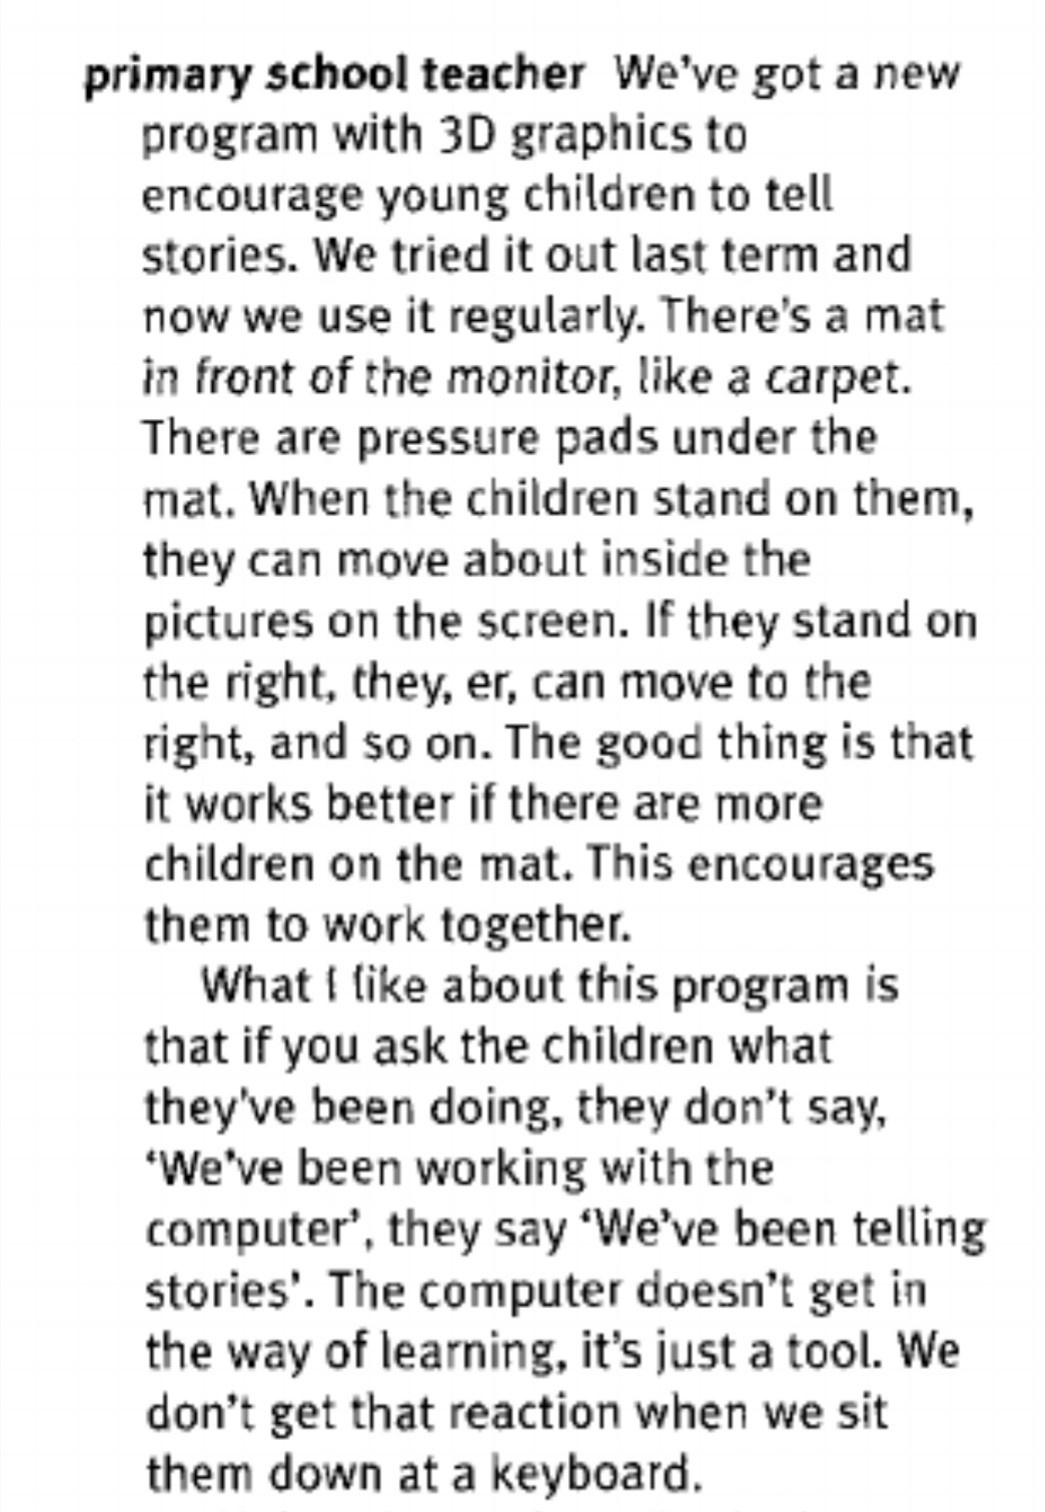 primary school teacher We've got a new
program with 3D graphics to
encourage young children to tell
stories. We tried it out last term and
now we use it regularly. There's a mat
in front of the monitor, like a carpet.
There are pressure pads under the
mat. When the children stand on them,
they can move about inside the
pictures on the screen. If they stand on
the right, they, er, can move to the
right, and so on. The good thing is that
it works better if there are more
children on the mat. This encourages
them to work together.
What I like about this program is
that if you ask the children what
they've been doing, they don't say,
‘We've been working with the
computer’, they say ‘We've been telling
stories’. The computer doesn't get in
the way of learning, it's just a tool. We
don't get that reaction when we sit
them down at a keyboard.